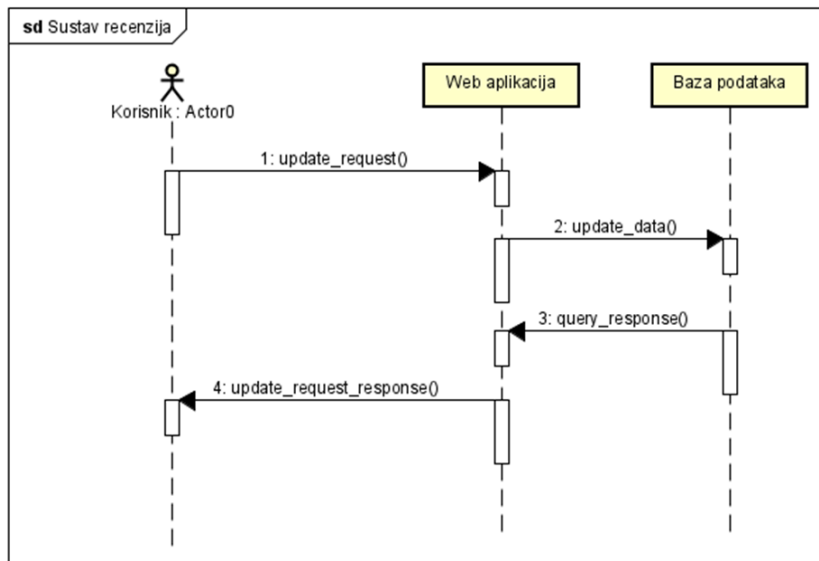 sd Sustav recenzija
Korisnik : Actor0
Web aplikacija
Baza podataka
1: update_request()
2: update_data()
3: query_response()
4: update_request_response()